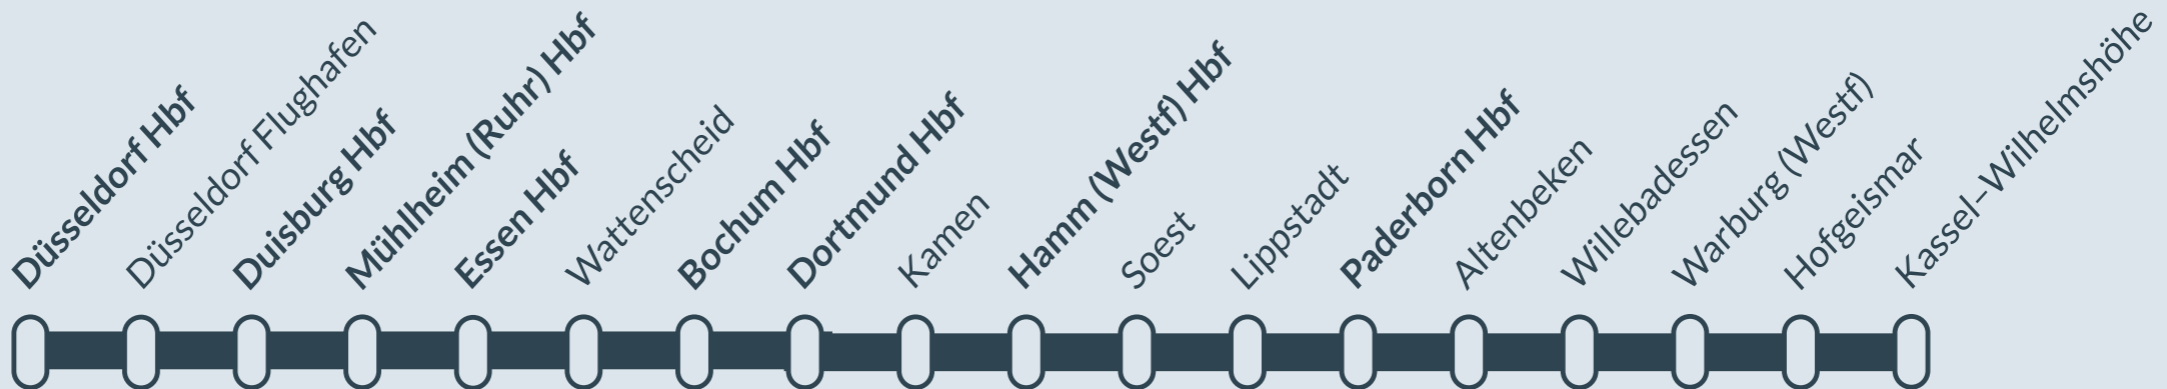 Düsseldorf Hbf
Düsseldorf Flughafen
Duisburg Hbf
Mühlheim (Ruhr) Hbf
Essen Hbf
Wattenscheid
Bochum Hbf
Dortmund Hbf
Kamen
Hamm (Westf) Hbf
Soest
Lippstadt
Paderborn Hbf
Altenbeken
Willebadessen
Warburg (Westf)
Hofgeismar
Kassel-Wilhelmshöhe